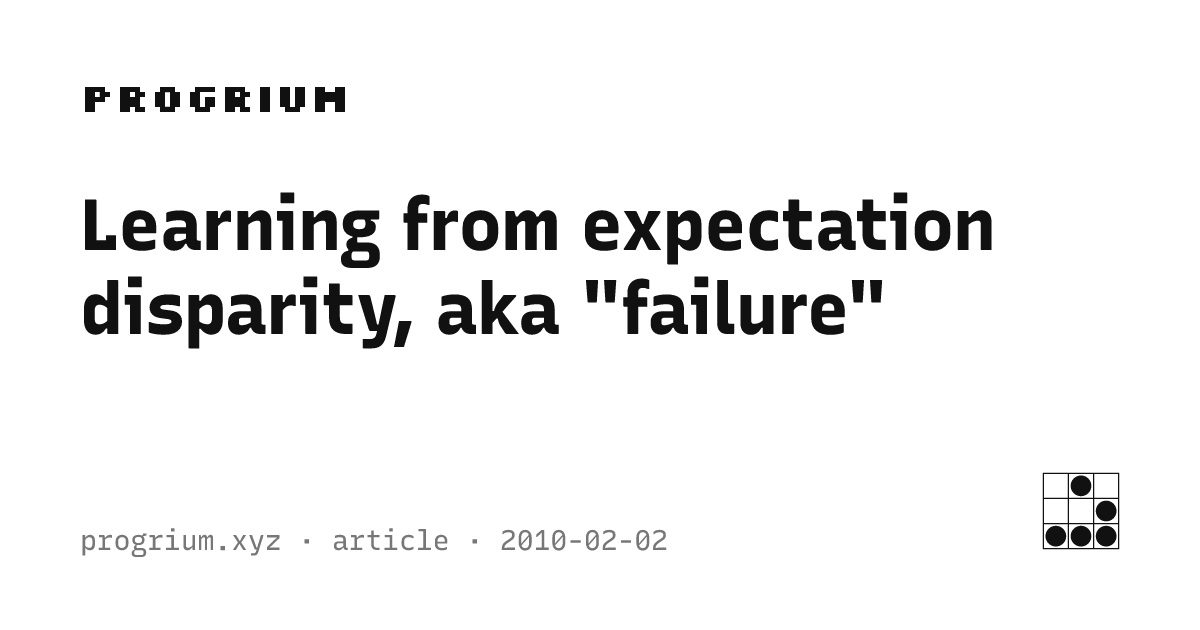 PROGRIUM
Learning from expectation
disparity, aka "failure"
progrium.xyz · article · 2010-02-02